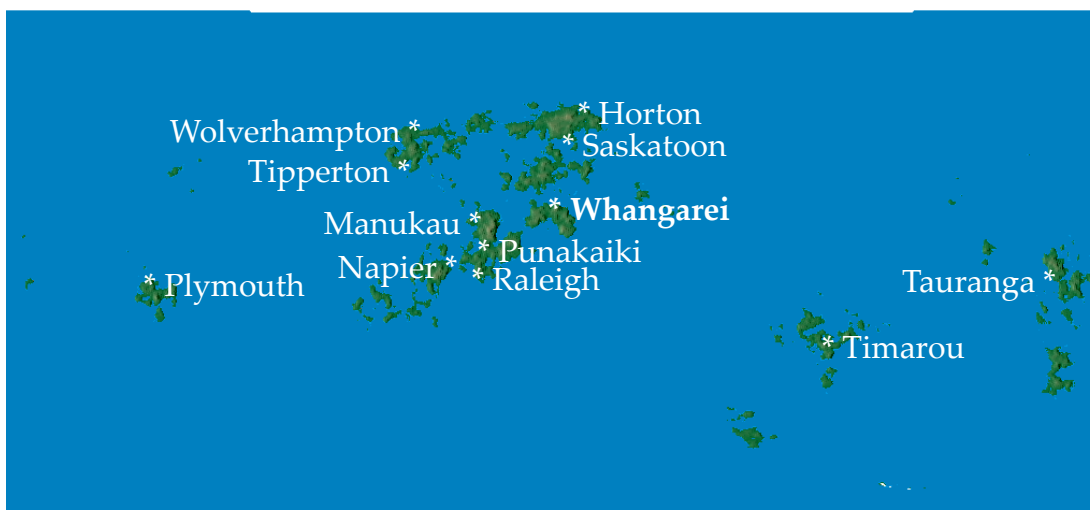 Horton
Wolverhampton
Saskatoon
Tipperton
Whangarei
Manukau
Punakaiki
Napier
Raleigh
Plymouth
Tauranga
Timarou